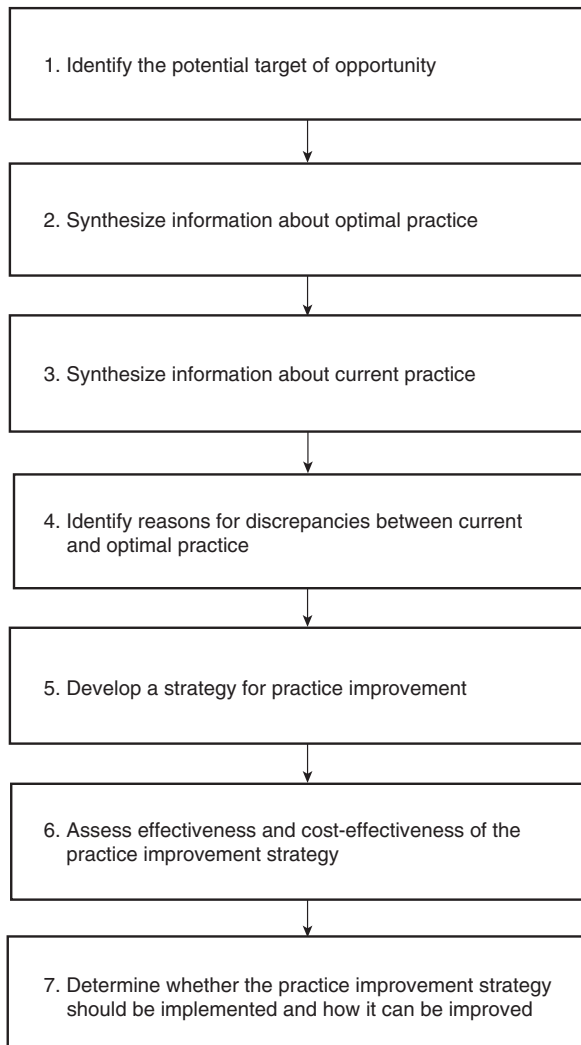 1. Identify the potential target of opportunity
2. Synthesize information about optimal practice
3. Synthesize information about current practice
4. Identify reasons for discrepancies between current
and optimal practice
5. Develop a strategy for practice improvement
6. Assess effectiveness and cost-effectiveness of the
practice improvement strategy
7. Determine whether the practice improvement strategy
should be implemented and how it can be improved